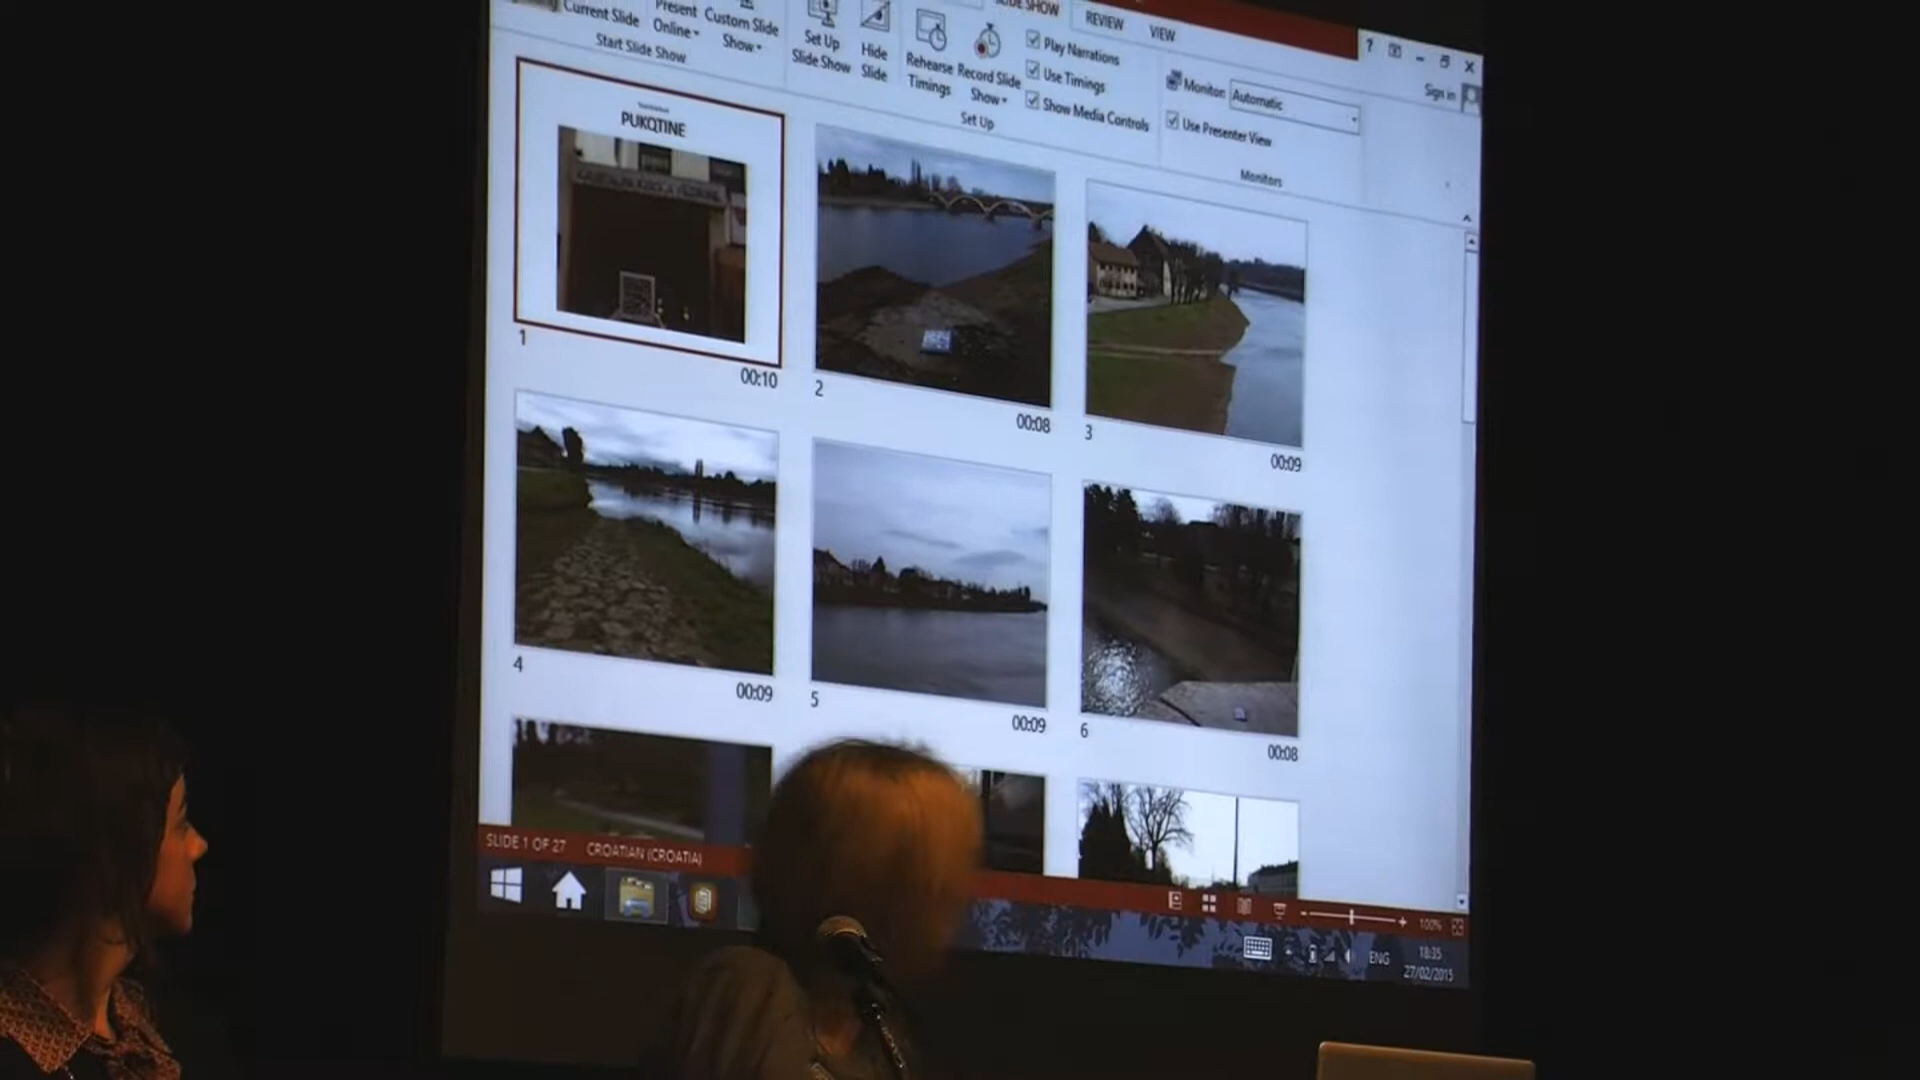 SLIDE SHOW
REVIEW
VIEW
Current Slide
Present
Online
Custom Slide
Show
Start Slide Show
Set Up
Slide Show
Hide
Slide
Rehearse
Timings
Record Slide
Show
Play Narrations
Use Timings
Show Media Controls
Set Up
Monitor:
Automatic
Use Presenter View
Monitors
?
Sign in
PUKQTINE
1
00:10
2
00:08
3
00:09
4
00:09
5
00:09
6
00:08
SLIDE 1 OF 27
CROATIAN (CROATIA)
100%
ENG
18:35
27/02/2015